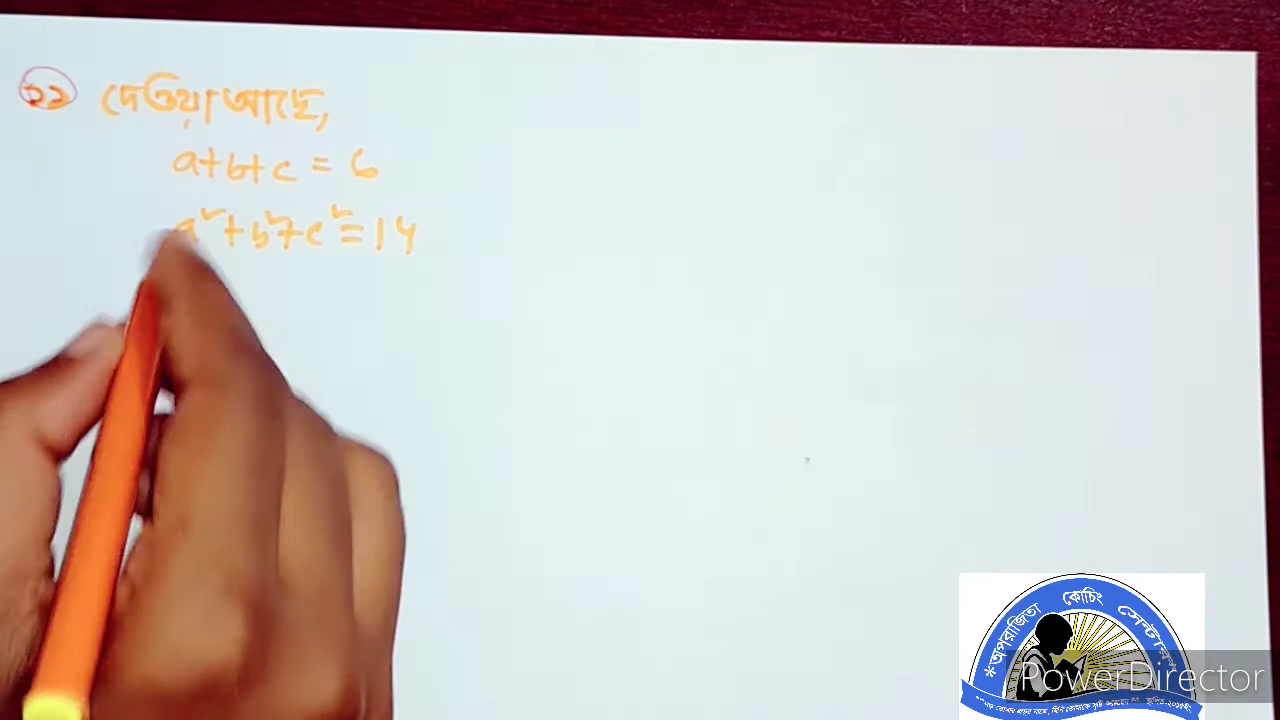 ১১ দেওয়া আছে,
a+b+c = 6
a²+b²+c²=14
*অপরাজিতা কোচিং সেন্টার*
PowerDirector